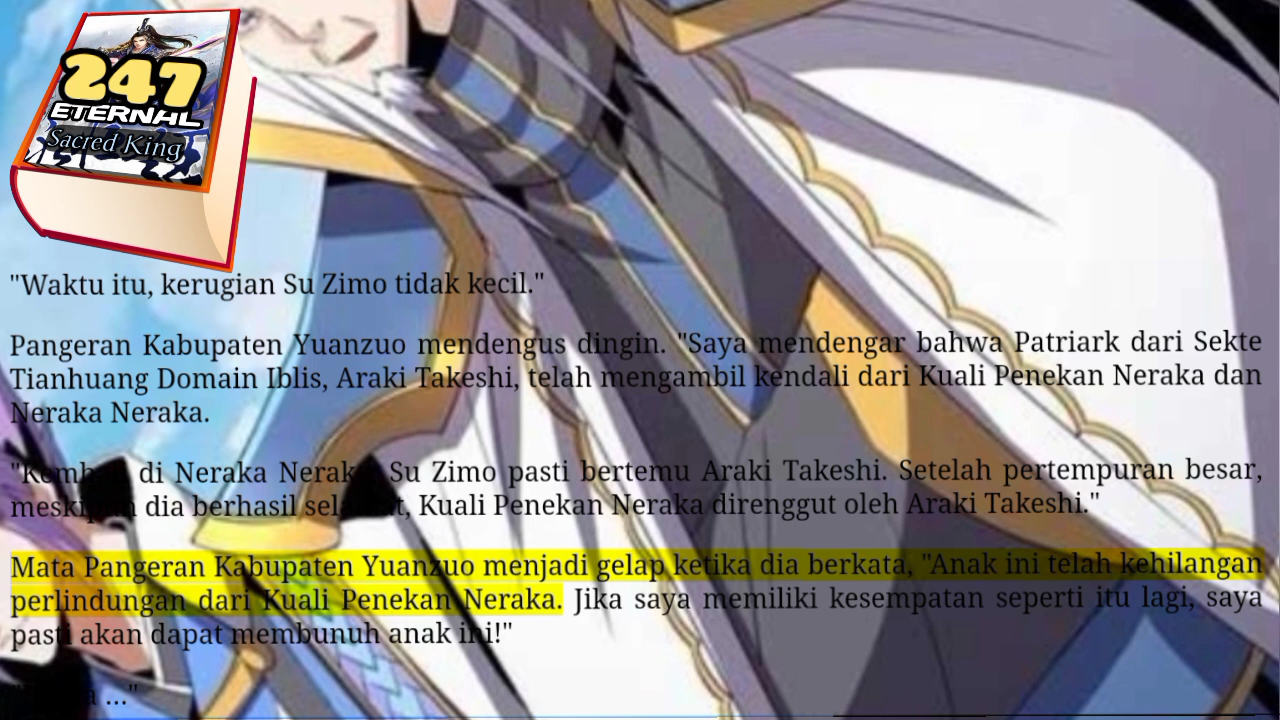 247
ETERNAL
Sacred King
"Waktu itu, kerugian Su Zimo tidak kecil."
Pangeran Kabupaten Yuanzuo mendengus dingin. "Saya mendengar bahwa Patriark dari Sekte
Tianhuang Domain Iblis, Araki Takeshi, telah mengambil kendali dari Kuali Penekan Neraka dan
Neraka Neraka.
di Neraka Su Zimo pasti bertemu Araki Takeshi. Setelah pertempuran besar,
meskipun dia berhasil selamat, Kuali Penekan Neraka direnggut oleh Araki Takeshi."
Mata Pangeran Kabupaten Yuanzuo menjadi gelap ketika dia berkata, "Anak ini telah kehilangan
perlindungan dari Kuali Penekan Neraka. Jika saya memiliki kesempatan seperti itu lagi, saya
pasti akan dapat membunuh anak ini!"